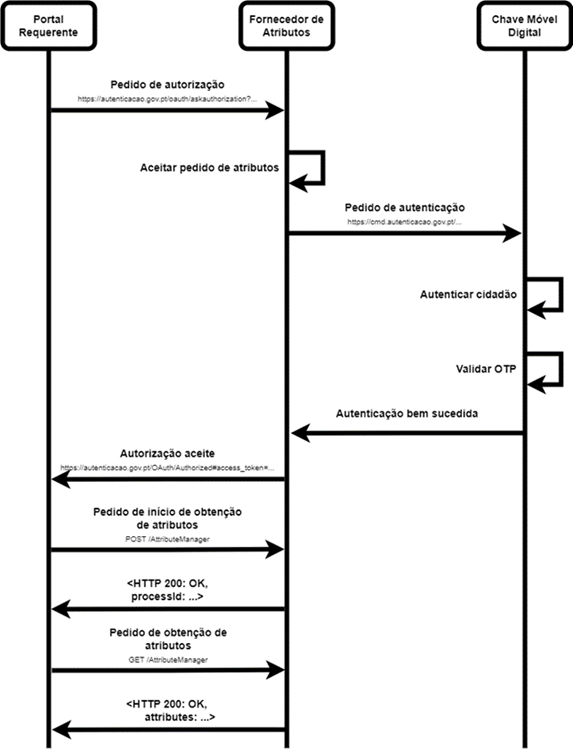 Portal
Requerente
Fornecedor de
Atributos
Chave Móvel
Digital
Pedido de autorização
https://autenticacao.gov.pt/oauth/askauthorization?...
Aceitar pedido de atributos
Pedido de autenticação
https://cmd.autenticacao.gov.pt/...
Autenticar cidadão
Validar OTP
Autenticação bem sucedida
Autorização aceite
https://autenticacao.gov.pt/OAuth/Authorized#access_token=...
Pedido de início de obtenção
de atributos
POST /AttributeManager
<HTTP 200: OK,
processId: ...>
Pedido de obtenção de
atributos
GET /AttributeManager
<HTTP 200: OK,
attributes: ...>